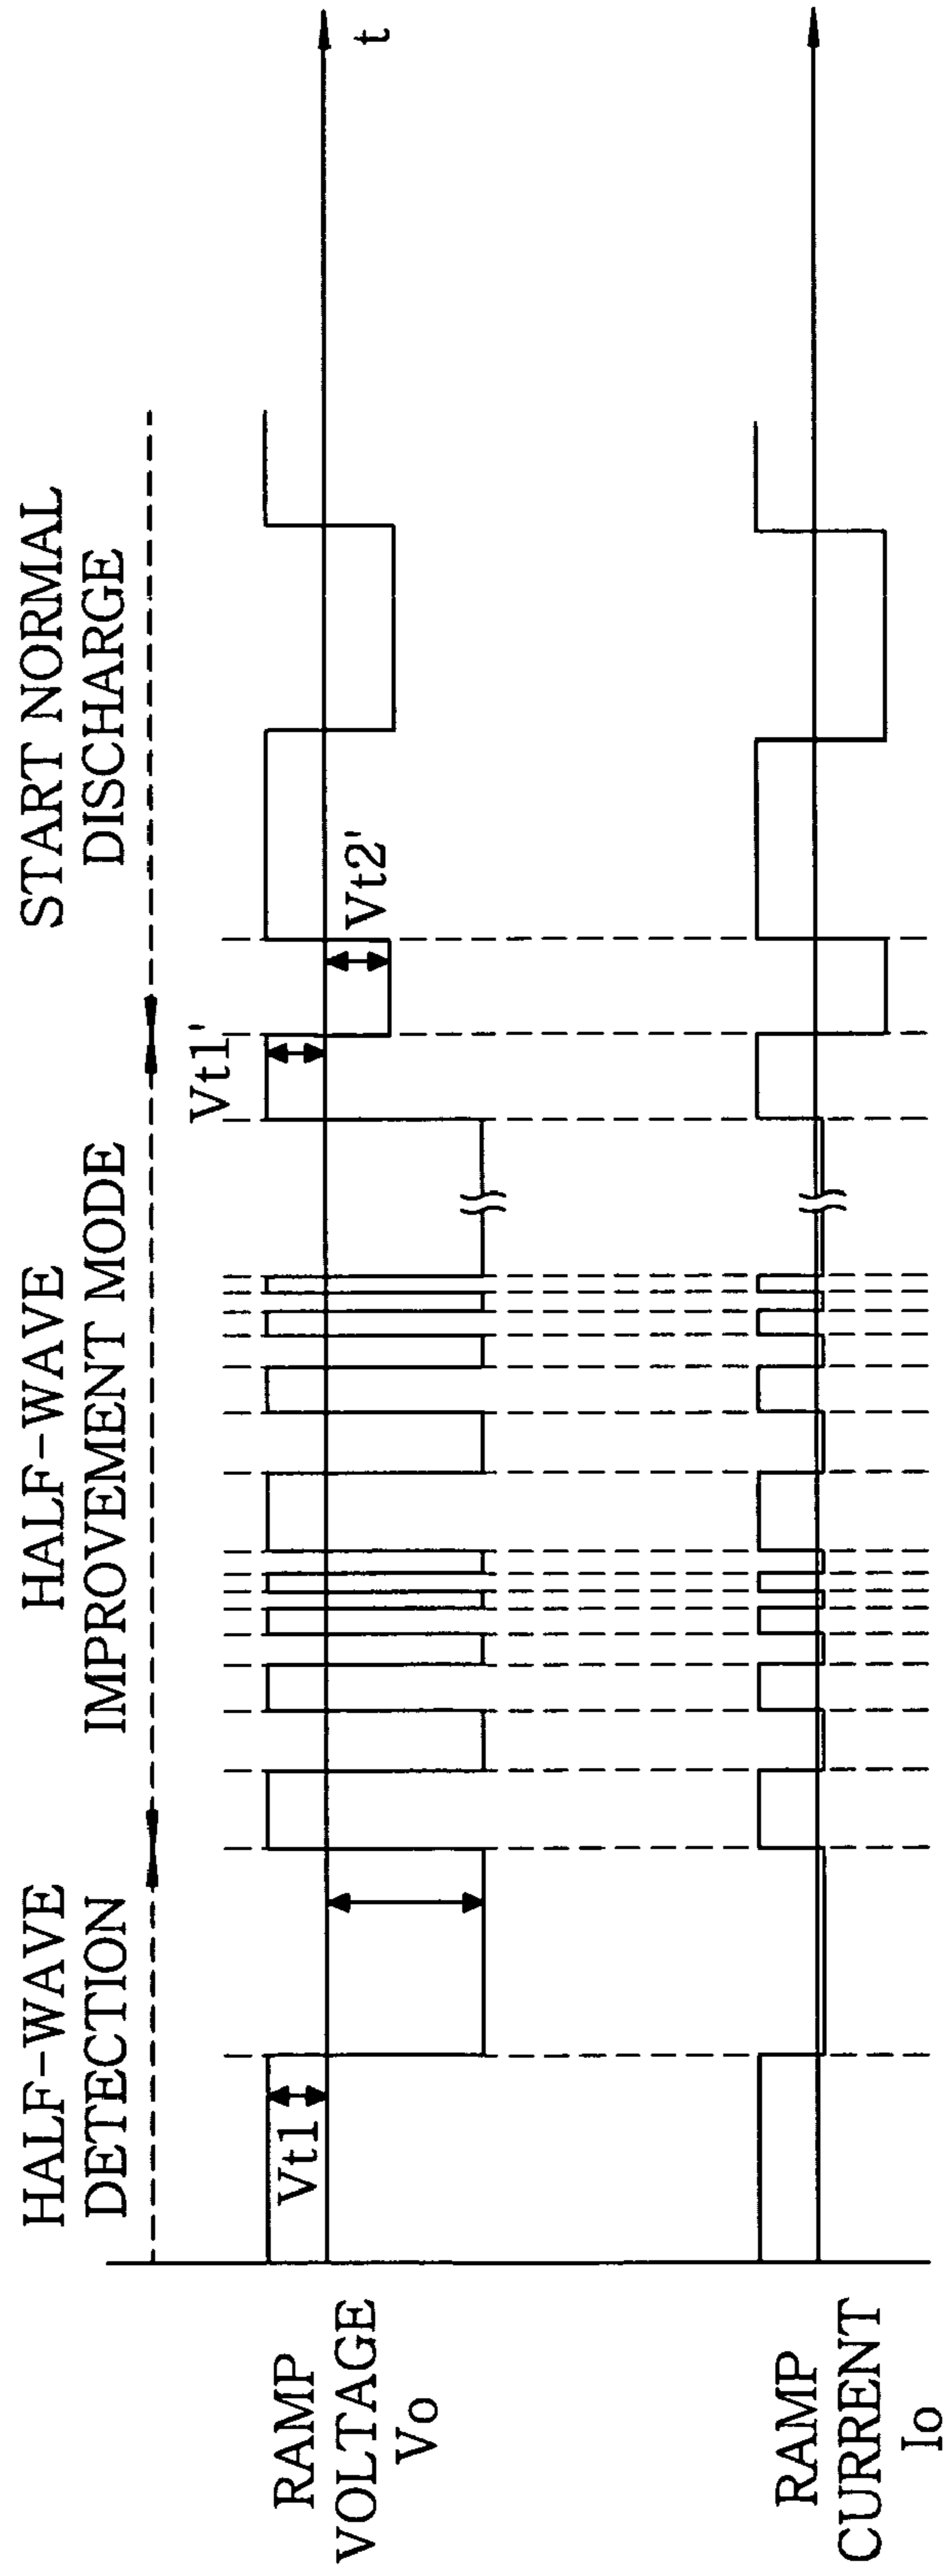 HALF-WAVE
DETECTION
HALF-WAVE
IMPROVEMENT MODE
START NORMAL
DISCHARGE
RAMP
VOLTAGE
Vo
Vt1
Vt1'
Vt2'
t
RAMP
CURRENT
Io